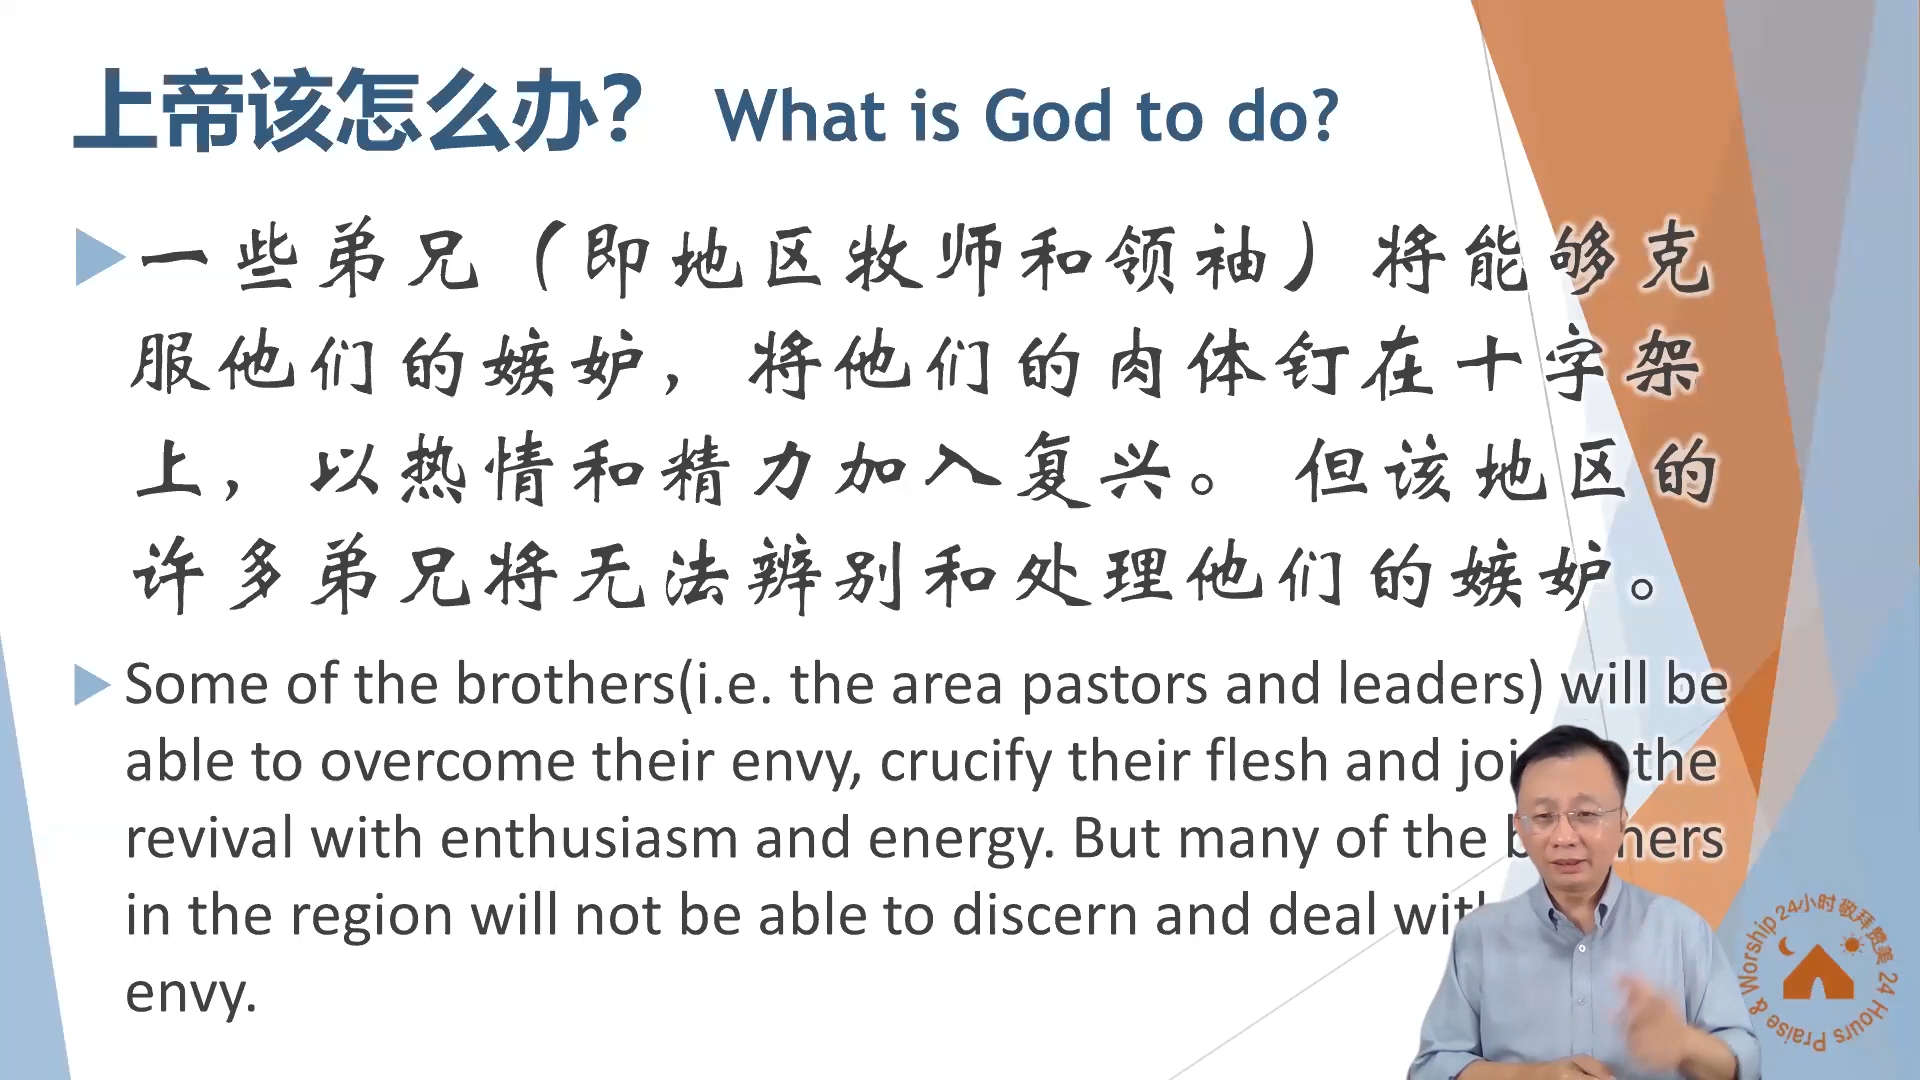 上帝该怎么办？ What is God to do?
一些弟兄（即地区牧师和领袖）将能够克
服他们的嫉妒，将他们的肉体钉在十字架
上，以热情和精力加入复兴。 但该地区的
许多弟兄将无法辨别和处理他们的嫉妒。
Some of the brothers(i.e. the area pastors and leaders) will be
able to overcome their envy, crucify their flesh and the
revival with enthusiasm and energy. But many of the
in the region will not be able to discern and deal
envy.
24小时敬拜赞美 24 Hours Praise & Worship